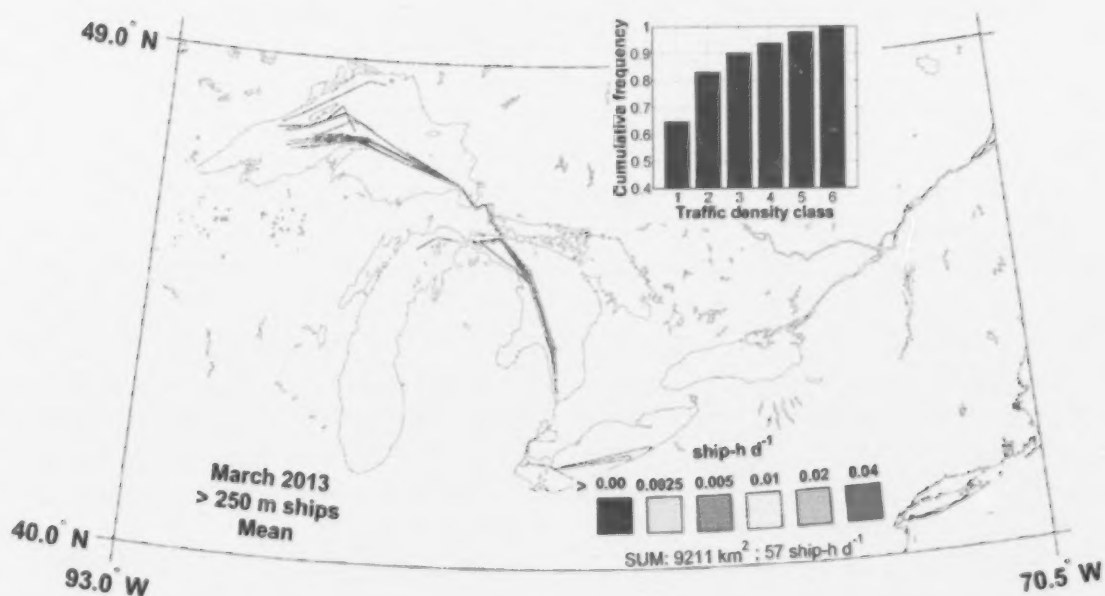 49.0° N
Cumulative frequency
1
0.9
0.8
0.7
0.6
0.5
0.4
1 2 3 4 5 6
Traffic density class
March 2013
> 250 m ships
Mean
ship-h d⁻¹
> 0.00 0.0025 0.005 0.01 0.02 0.04
SUM: 9211 km² ; 57 ship-h d⁻¹
40.0° N
93.0° W
70.5° W